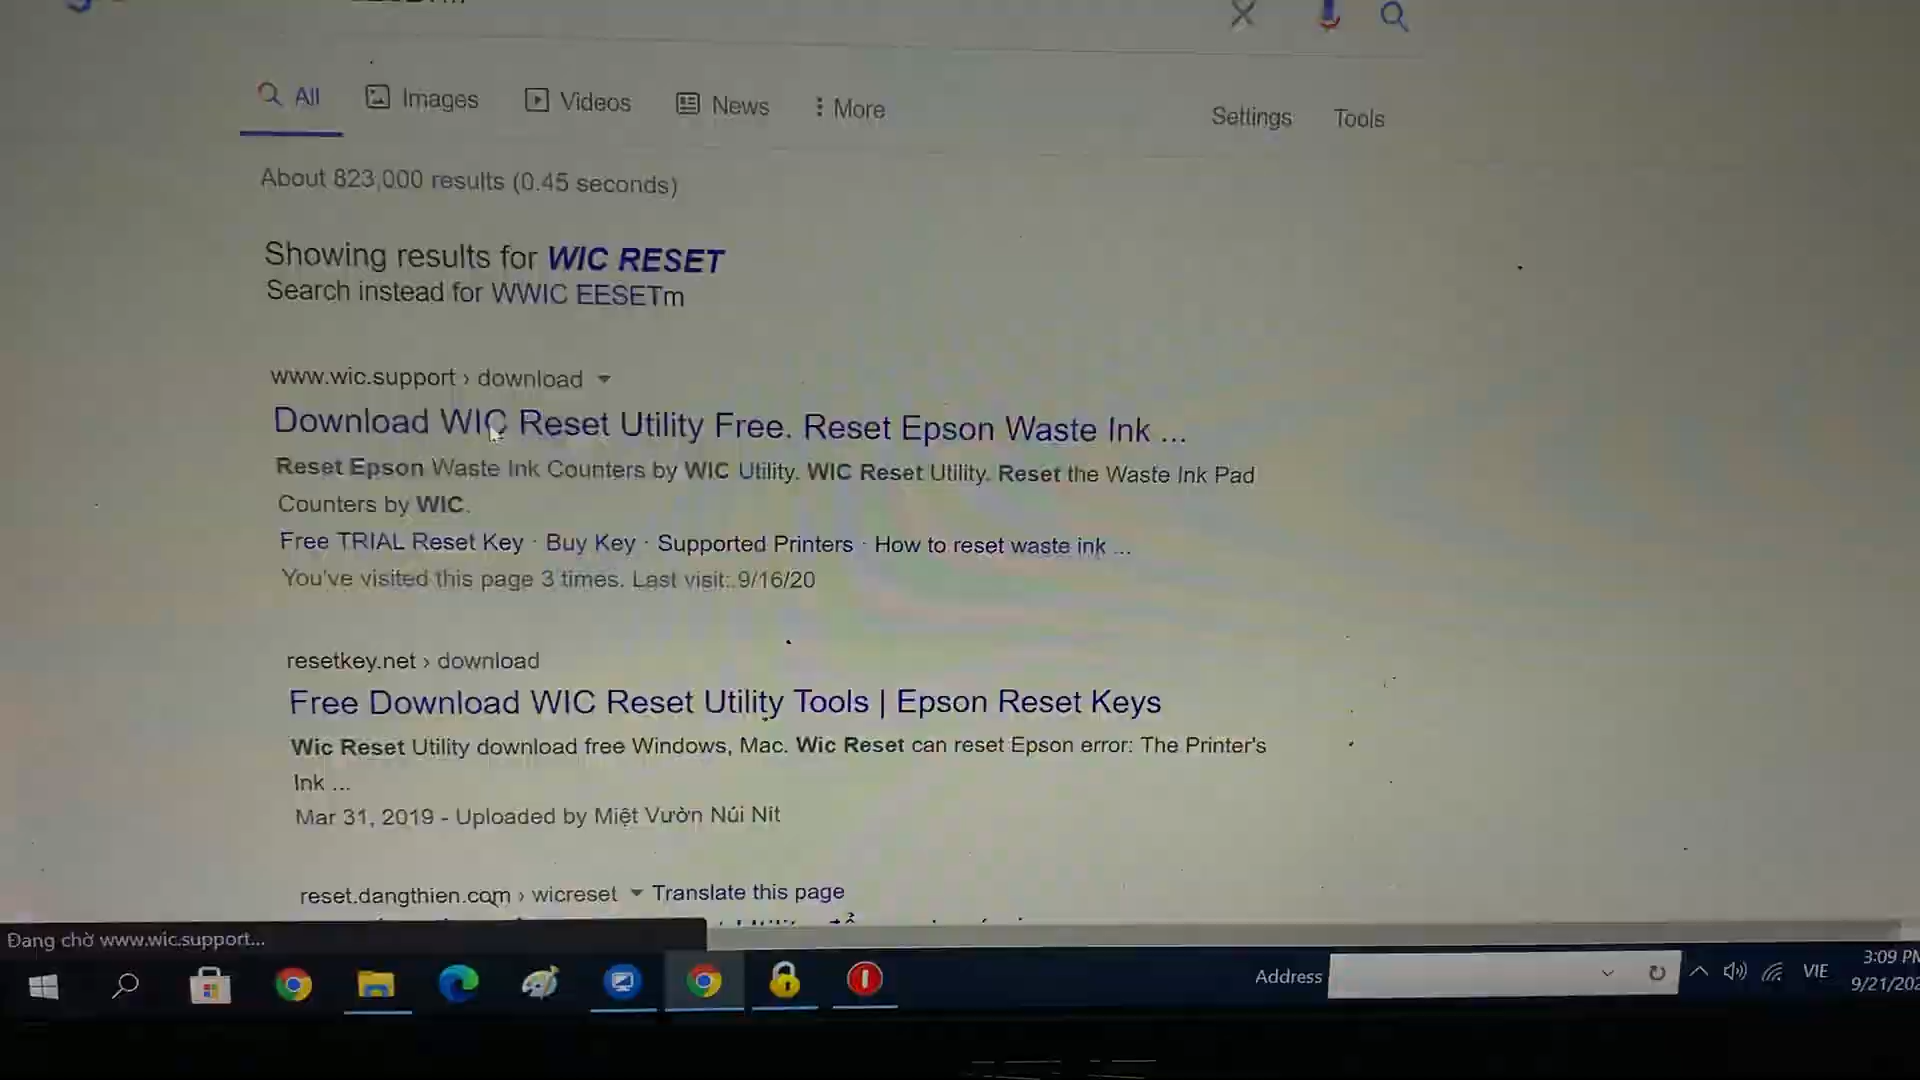 All
Images
Videos
News
More
Settings
Tools
About 823,000 results (0.45 seconds)
Showing results for WIC RESET
Search instead for WWIC EESETm
www.wic.support › download
Download WIC Reset Utility Free. Reset Epson Waste Ink ...
Reset Epson Waste Ink Counters by WIC Utility. WIC Reset Utility. Reset the Waste Ink Pad
Counters by WIC.
Free TRIAL Reset Key · Buy Key · Supported Printers · How to reset waste ink ...
You've visited this page 3 times. Last visit: 9/16/20
resetkey.net › download
Free Download WIC Reset Utility Tools | Epson Reset Keys
Wic Reset Utility download free Windows, Mac. Wic Reset can reset Epson error: The Printer's
Ink ...
Mar 31, 2019 - Uploaded by Miệt Vườn Núi Nit
reset.dangthien.com › wicreset
Translate this page
Đang chờ www.wic.support...
Address
VIE
3:09 PM
9/21/202